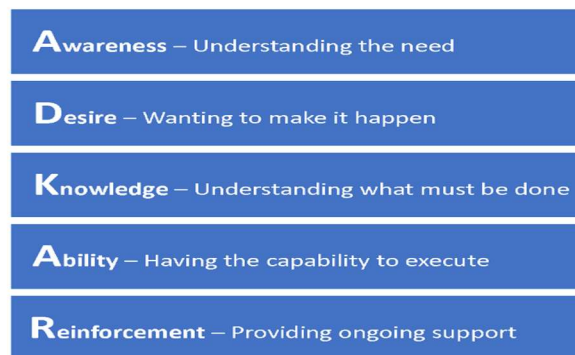 Awareness – Understanding the need
Desire – Wanting to make it happen
Knowledge – Understanding what must be done
Ability – Having the capability to execute
Reinforcement – Providing ongoing support